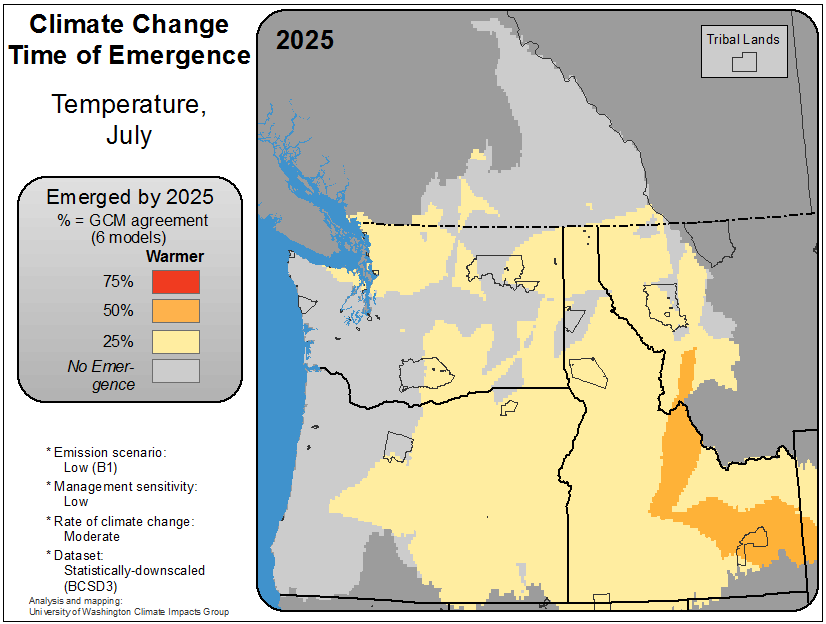 Climate Change
Time of Emergence
Temperature,
July
Emerged by 2025
% = GCM agreement
(6 models)
Warmer
75%
50%
25%
No Emer-
gence
* Emission scenario:
Low (B1)
* Management sensitivity:
Low
* Rate of climate change:
Moderate
* Dataset:
Statistically-downscaled
(BCSD3)
Analysis and mapping:
University of Washington Climate Impacts Group
2025
Tribal Lands